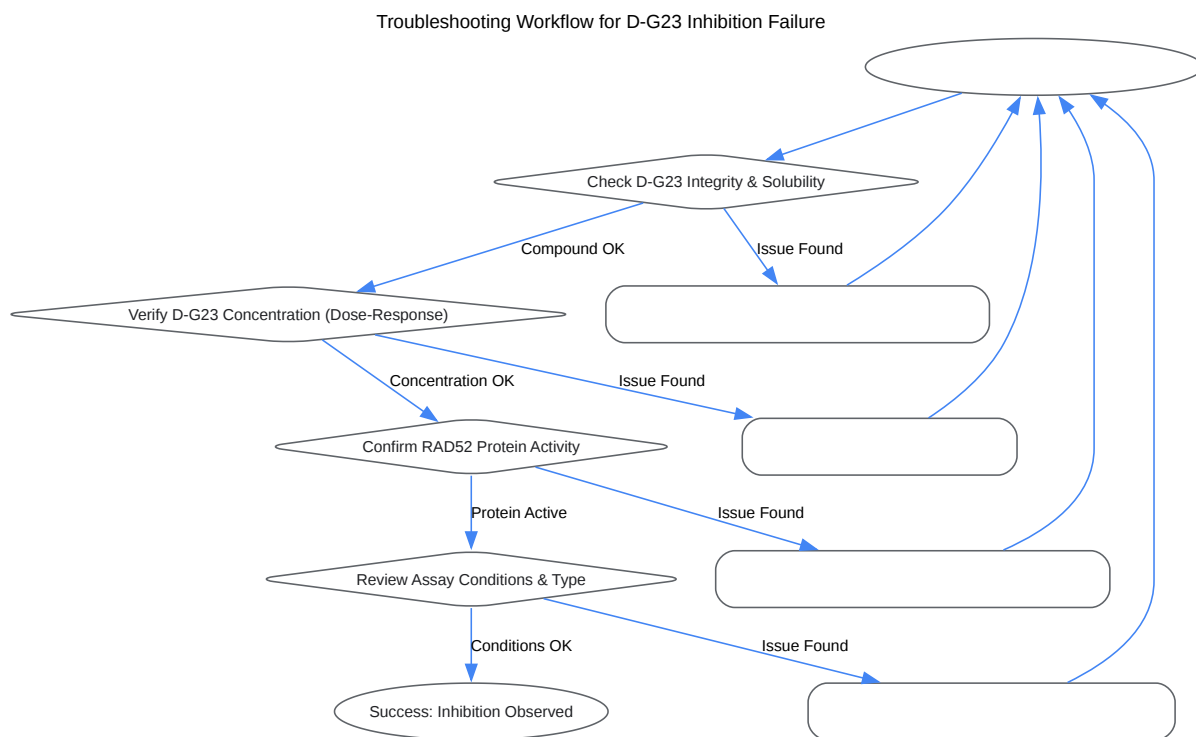 Troubleshooting Workflow for D-G23 Inhibition Failure
Check D-G23 Integrity & Solubility
Compound OK
Issue Found
Verify D-G23 Concentration (Dose-Response)
Concentration OK
Issue Found
Confirm RAD52 Protein Activity
Protein Active
Issue Found
Review Assay Conditions & Type
Conditions OK
Issue Found
Success: Inhibition Observed